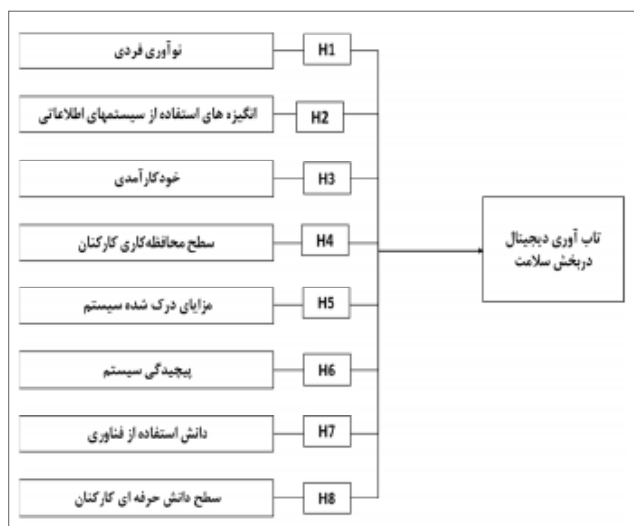 نوآوری فردی
H1
انگیزه های استفاده از سیستمهای اطلاعاتی
H2
خودکارآمدی
H3
سطح محافظه‌کاری کارکنان
H4
مزایای درک شده سیستم
H5
پیچیدگی سیستم
H6
دانش استفاده از فناوری
H7
سطح دانش حرفه ای کارکنان
H8
تاب آوری دیجیتال
دربخش سلامت